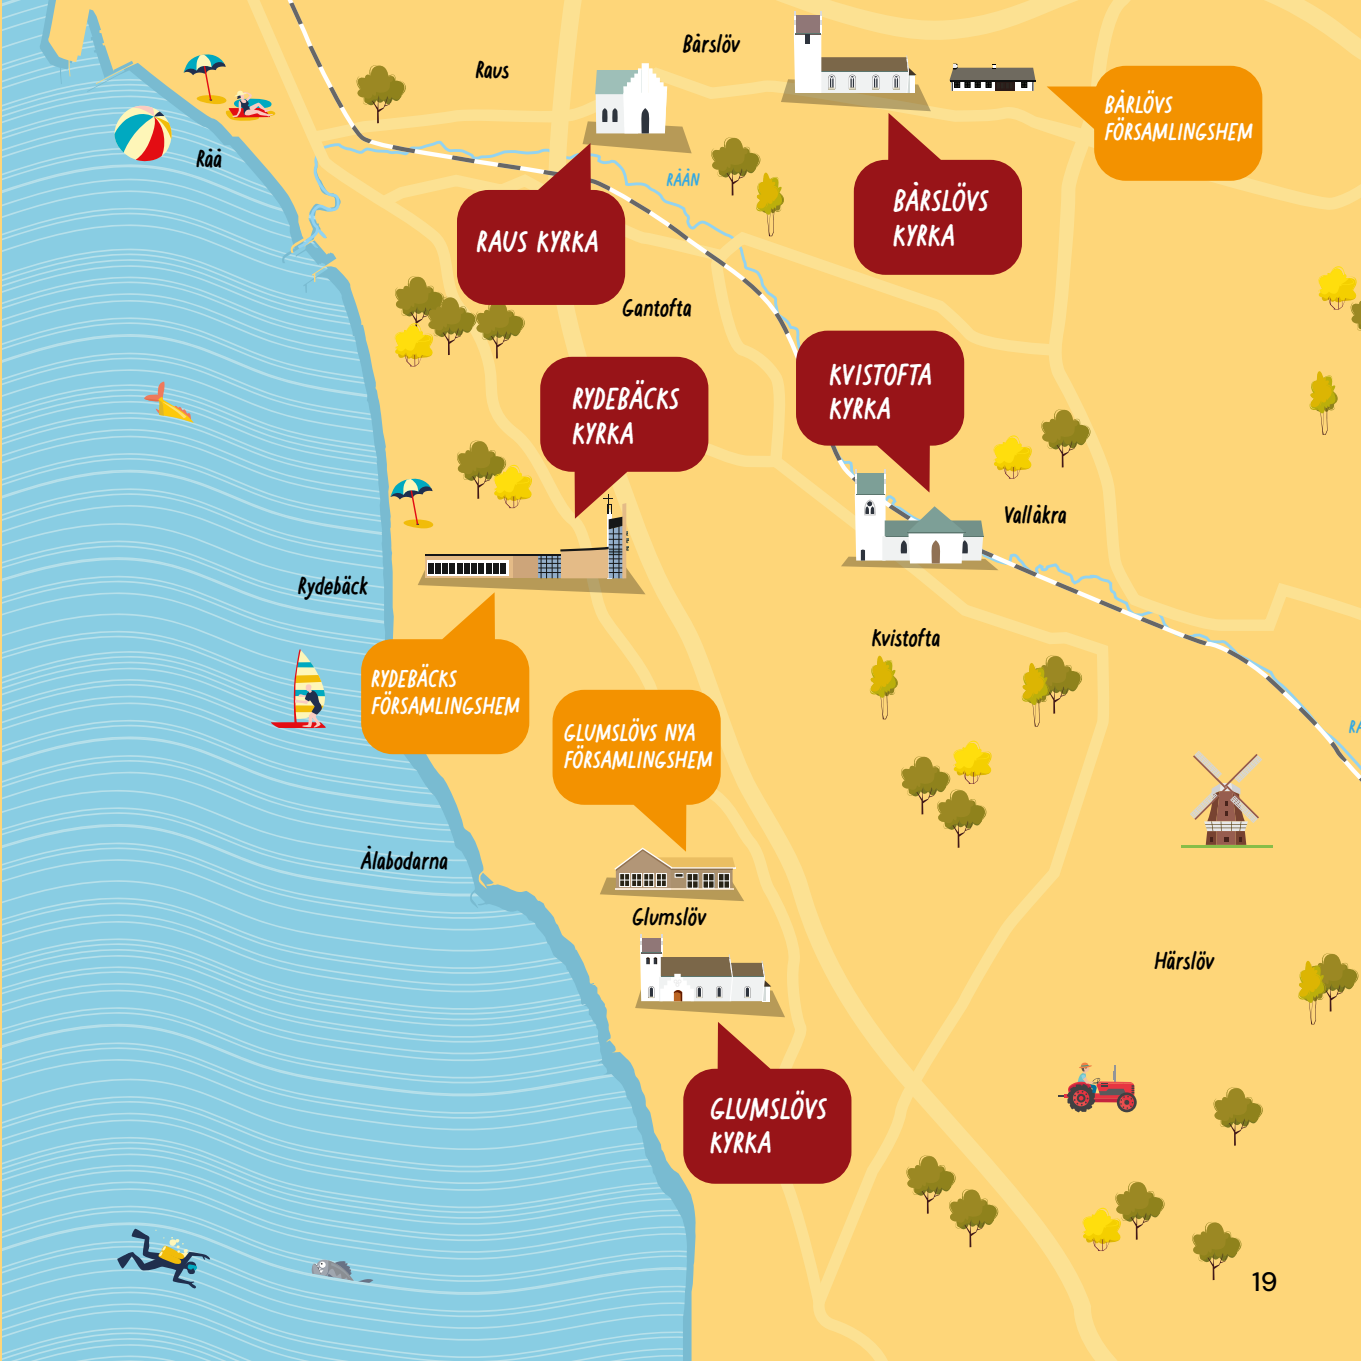 Bårslöv
Raus
BÅRLÖVS
FÖRSAMLINGSHEM
Råå
RÅÅN
BÅRSLÖVS
KYRKA
RAUS KYRKA
Gantofta
KVISTOFTA
KYRKA
RYDEBÄCKS
KYRKA
Vallåkra
Rydebäck
Kvistofta
RYDEBÄCKS
FÖRSAMLINGSHEM
GLUMSLÖVS NYA
FÖRSAMLINGSHEM
Ålabodarna
Glumslöv
Härslöv
GLUMSLÖVS
KYRKA
19